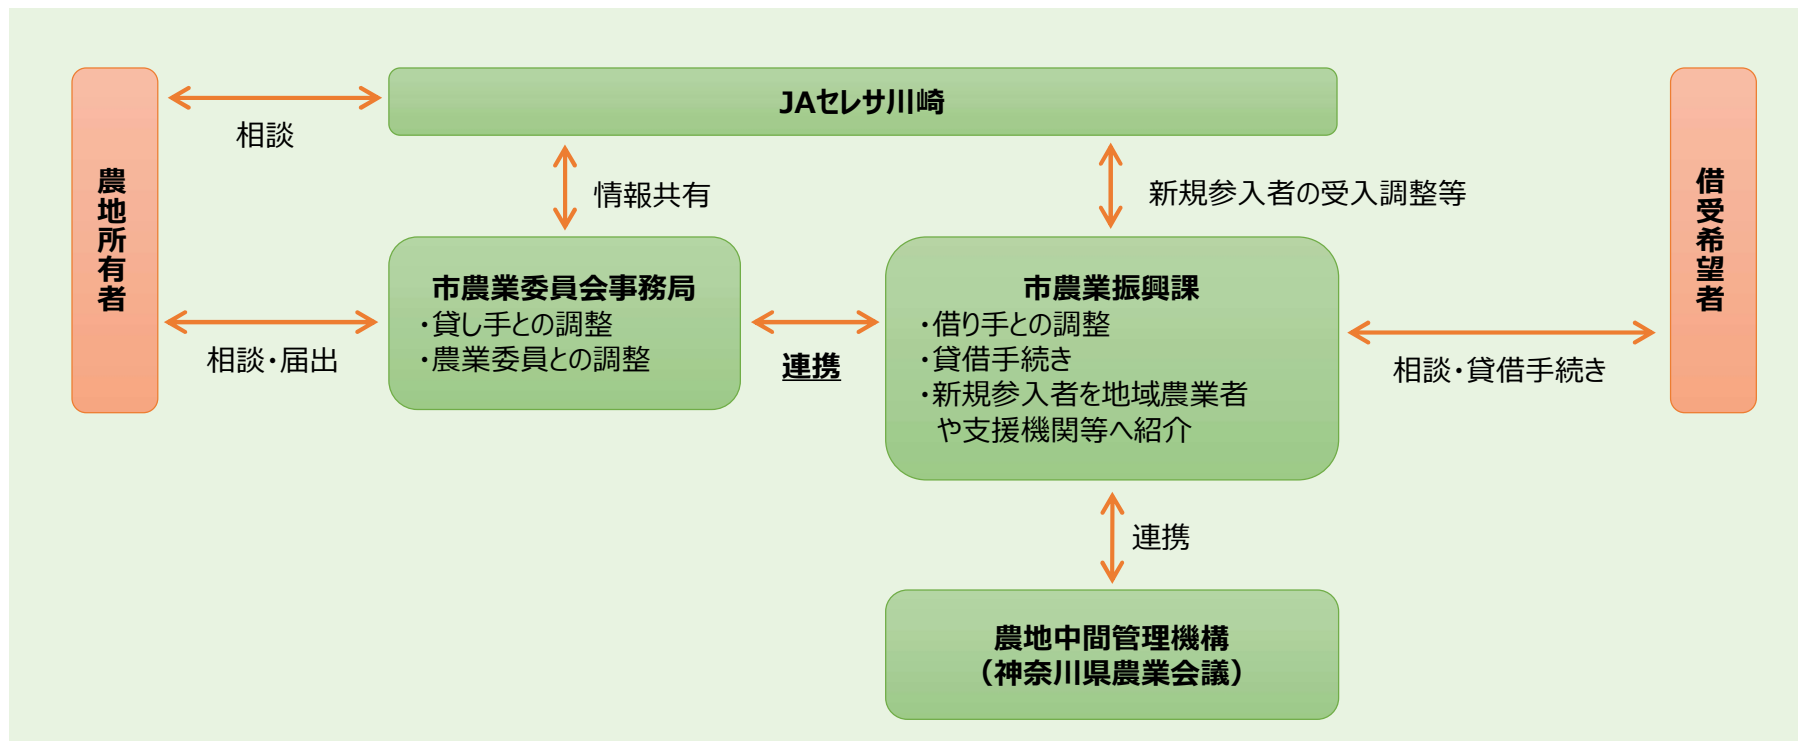 農地所有者
相談
JAセレサ川崎
情報共有
新規参入者の受入調整等
借受希望者
相談・届出
市農業委員会事務局
・貸し手との調整
・農業委員との調整
連携
市農業振興課
・借り手との調整
・貸借手続き
・新規参入者を地域農業者
や支援機関等へ紹介
相談・貸借手続き
連携
農地中間管理機構
（神奈川県農業会議）